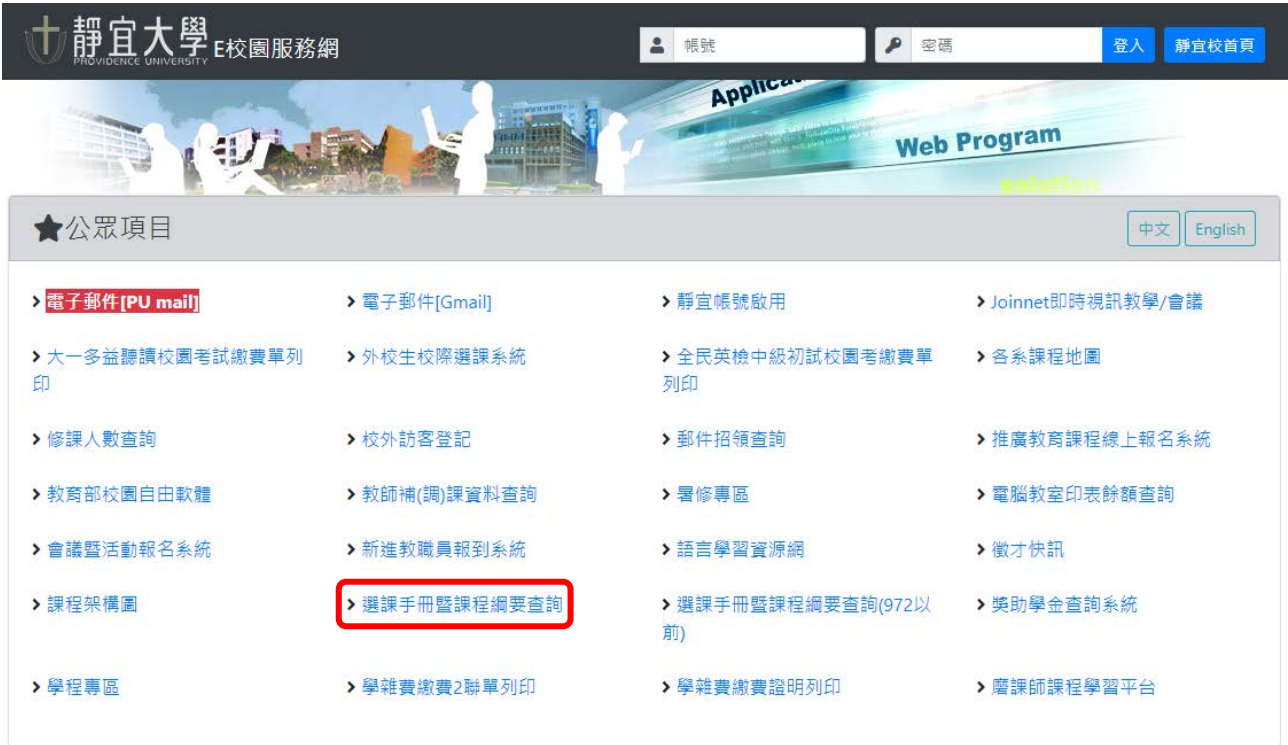 靜宜大學 E校園服務網
PROVIDENCE UNIVERSITY
帳號
密碼
登入
靜宜校首頁
Web Program
solution
公眾項目
中文
English
電子郵件[PU mail]
電子郵件[Gmail]
靜宜帳號啟用
Joinnet即時視訊教學/會議
大一多益聽讀校園考試繳費單列
印
外校生校際選課系統
全民英檢中級初試校園考繳費單
列印
各系課程地圖
修課人數查詢
校外訪客登記
郵件招領查詢
推廣教育課程線上報名系統
教育部校園自由軟體
教師補(調)課資料查詢
暑修專區
電腦教室印表餘額查詢
會議暨活動報名系統
新進教職員報到系統
語言學習資源網
徵才快訊
課程架構圖
選課手冊暨課程綱要查詢
選課手冊暨課程綱要查詢(972以
前)
獎助學金查詢系統
學程專區
學雜費繳費2聯單列印
學雜費繳費證明列印
磨課師課程學習平台